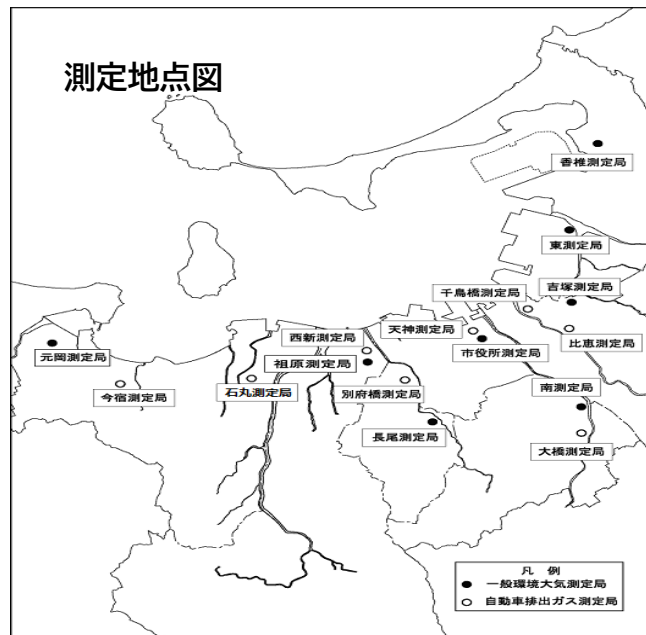 測定地点図
香椎測定局
東測定局
吉塚測定局
千鳥橋測定局
天神測定局
西新測定局
元岡測定局
祖原測定局
市役所測定局
比恵測定局
今宿測定局
石丸測定局
別府橋測定局
南測定局
長尾測定局
大橋測定局
凡 例
● 一般環境大気測定局
○ 自動車排出ガス測定局